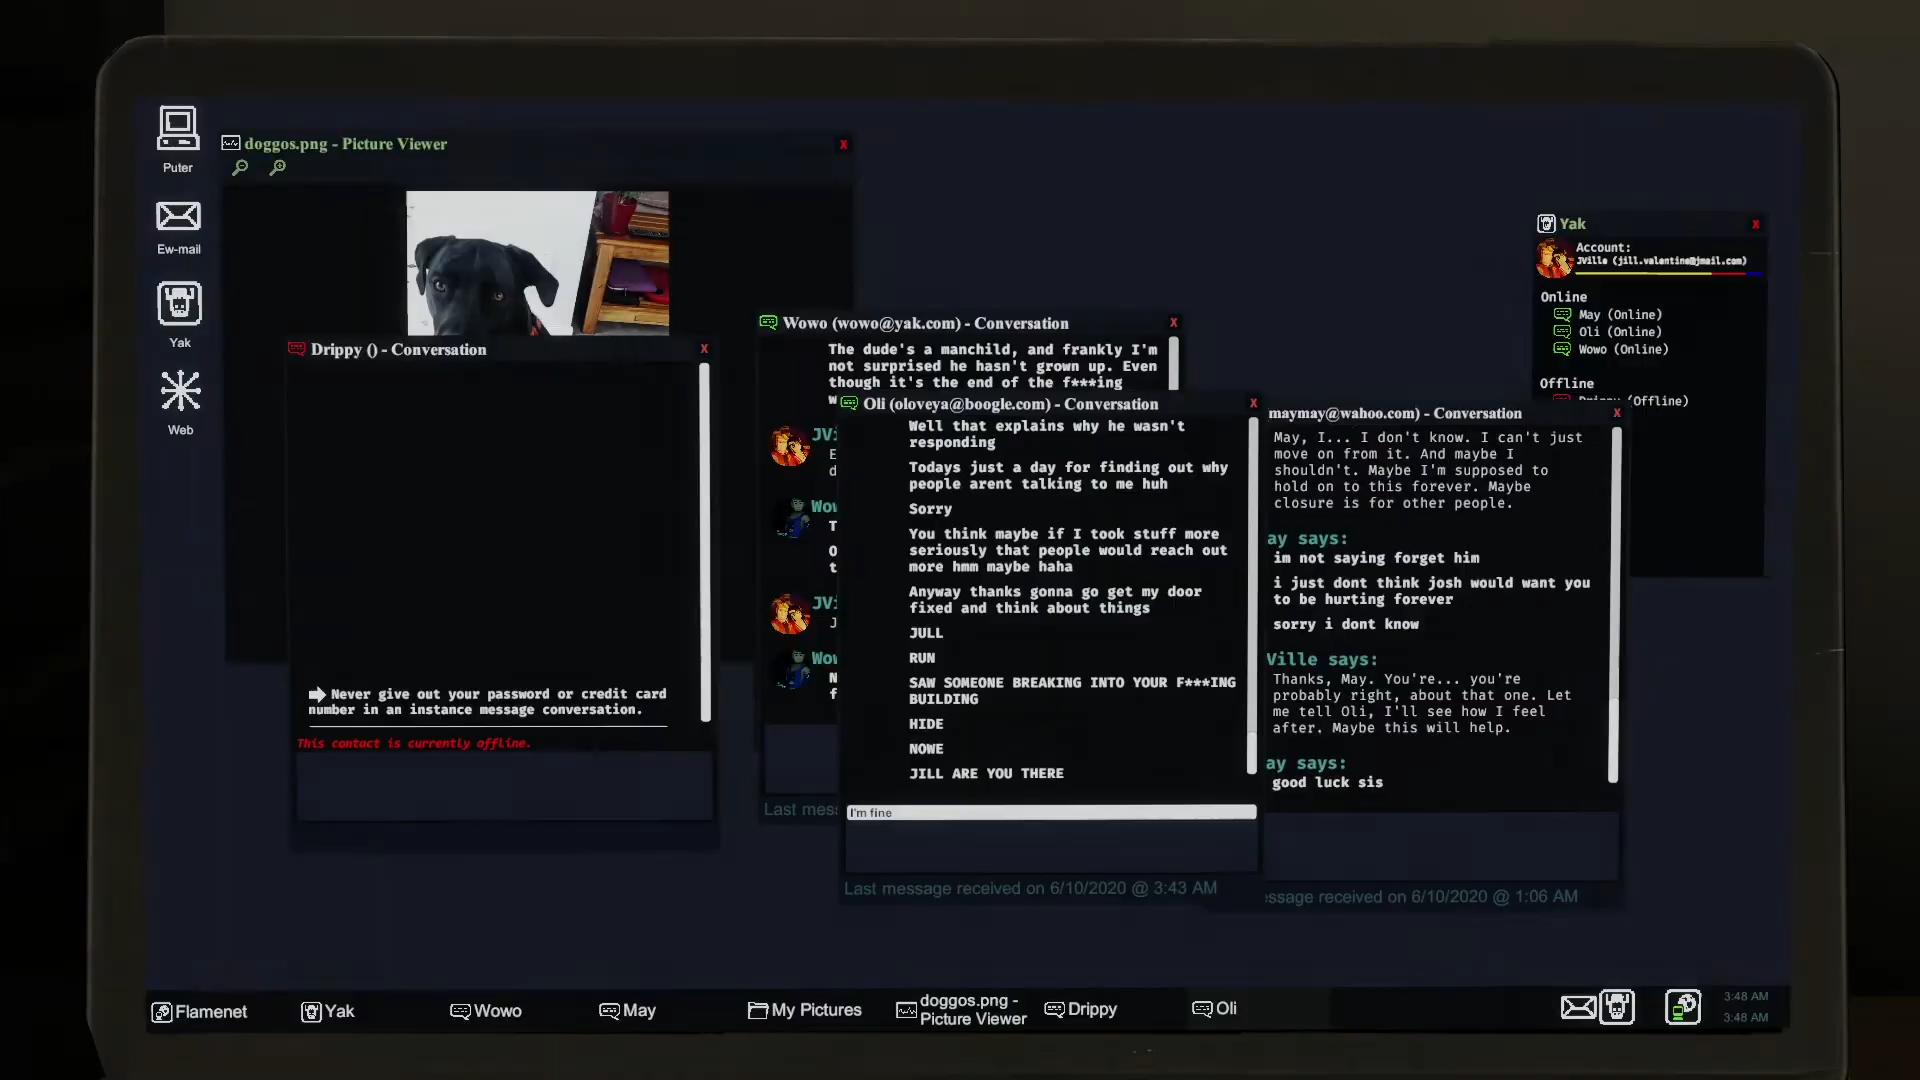 Puter
Ew-mail
Yak
Web
doggos.png - Picture Viewer
x
Drippy () - Conversation
x
Never give out your password or credit card
number in an instance message conversation.
This contact is currently offline.
Wowo (wowo@yak.com) - Conversation
x
The dude's a manchild, and frankly I'm
not surprised he hasn't grown up. Even
though it's the end of the f***ing
w
JVi
E
d
Wow
T
O
t
JVi
J
Wow
N
f
Last mes
Oli (oloveya@boogle.com) - Conversation
x
Well that explains why he wasn't
responding
Todays just a day for finding out why
people arent talking to me huh
Sorry
You think maybe if I took stuff more
seriously that people would reach out
more hmm maybe haha
Anyway thanks gonna go get my door
fixed and think about things
JULL
RUN
SAW SOMEONE BREAKING INTO YOUR F***ING
BUILDING
HIDE
NOWE
JILL ARE YOU THERE
I'm fine
Last message received on 6/10/2020 @ 3:43 AM
maymay@wahoo.com) - Conversation
x
May, I... I don't know. I can't just
move on from it. And maybe I
shouldn't. Maybe I'm supposed to
hold on to this forever. Maybe
closure is for other people.
ay says:
im not saying forget him
i just dont think josh would want you
to be hurting forever
sorry i dont know
Ville says:
Thanks, May. You're... you're
probably right, about that one. Let
me tell Oli, I'll see how I feel
after. Maybe this will help.
ay says:
good luck sis
essage received on 6/10/2020 @ 1:06 AM
Yak
x
Account:
JVille (jill.valentine@jmail.com)
Online
May (Online)
Oli (Online)
Wowo (Online)
Offline
Drippy (Offline)
Flamenet
Yak
Wowo
May
My Pictures
doggos.png -
Picture Viewer
Drippy
Oli
3:48 AM
3:48 AM